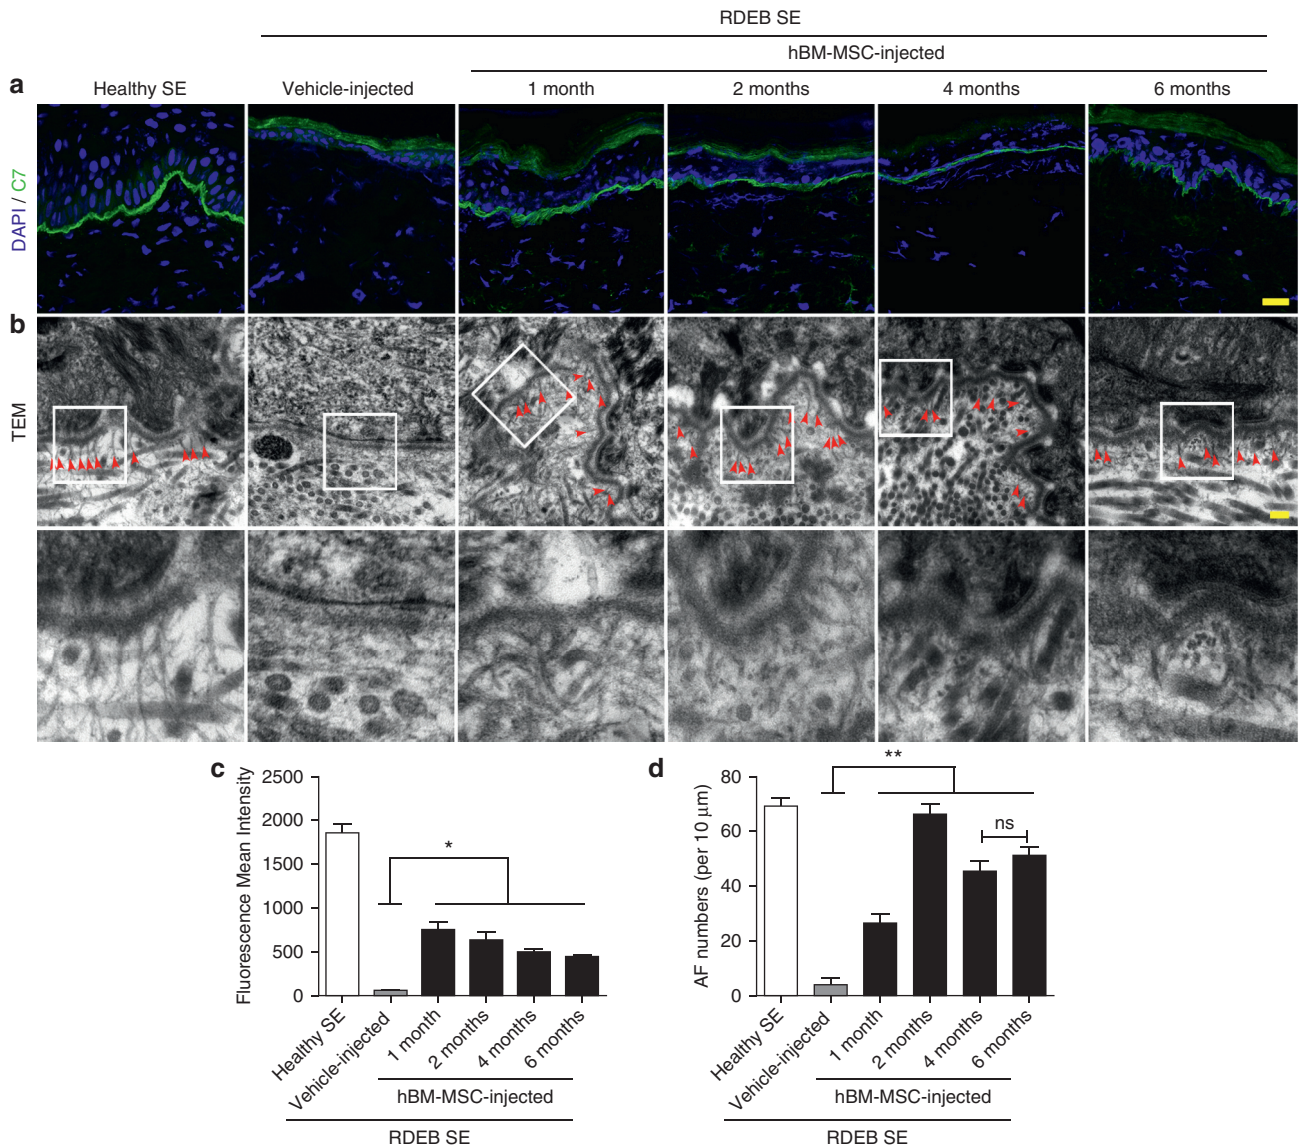 RDEB SE
hBM-MSC-injected
a
Healthy SE
Vehicle-injected
1 month
2 months
4 months
6 months
DAPI / C7
b
TEM
c
Fluorescence Mean Intensity
2500
2000
1500
1000
500
0
*
Healthy SE
Vehicle-injected
1 month
2 months
4 months
6 months
hBM-MSC-injected
RDEB SE
d
AF numbers (per 10 μm)
80
60
40
20
0
**
ns
Healthy SE
Vehicle-injected
1 month
2 months
4 months
6 months
hBM-MSC-injected
RDEB SE